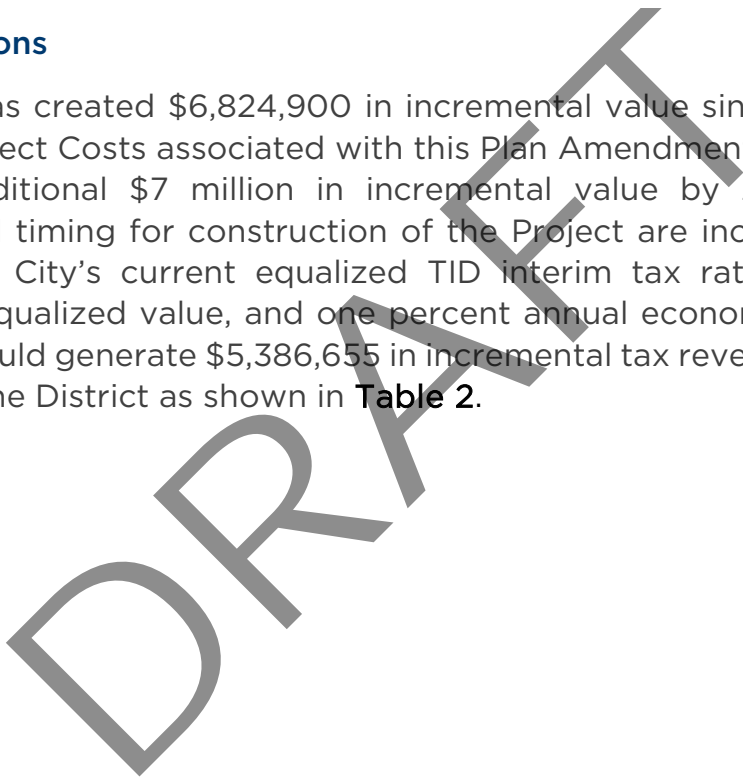 ons
ns created $6,824,900 in incremental value sin
ect Costs associated with this Plan Amendmen
ditional $7 million in incremental value by
timing for construction of the Project are inc
City's current equalized TID interim tax rat
qualized value, and one percent annual econo
uld generate $5,386,655 in incremental tax reve
he District as shown in Table 2.
DRAFT